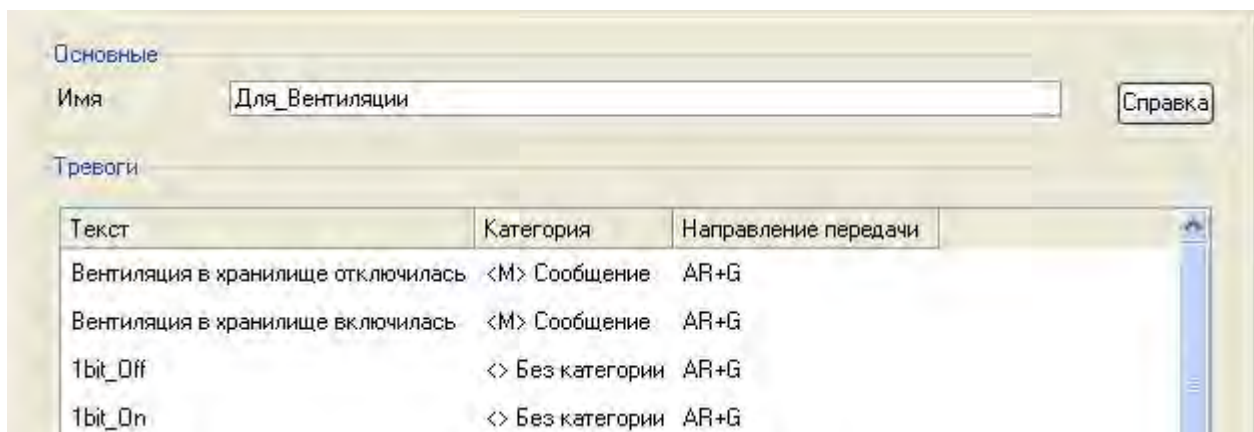 Основные
Имя Для_Вентиляции Справка
Тревоги
Текст Категория Направление передачи
Вентиляция в хранилище отключилась <M> Сообщение AR+G
Вентиляция в хранилище включилась <M> Сообщение AR+G
1bit_Off <> Без категории AR+G
1bit_On <> Без категории AR+G